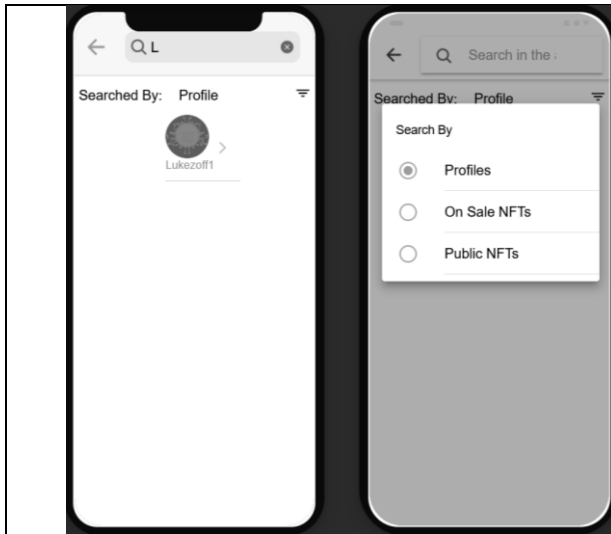 L
Searched By: Profile
Lukezoff1
Search in the
Searched By: Profile
Search By
Profiles
On Sale NFTs
Public NFTs